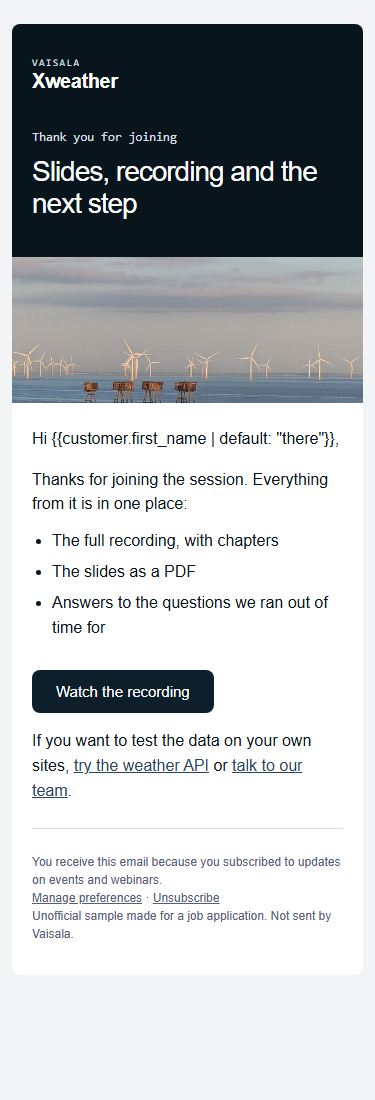 VAISALA
Xweather
Thank you for joining
Slides, recording and the
next step
Hi {{customer.first_name | default: "there"}},
Thanks for joining the session. Everything
from it is in one place:
• The full recording, with chapters
• The slides as a PDF
• Answers to the questions we ran out of
time for
Watch the recording
If you want to test the data on your own
sites, try the weather API or talk to our
team.
You receive this email because you subscribed to updates
on events and webinars.
Manage preferences · Unsubscribe
Unofficial sample made for a job application. Not sent by
Vaisala.